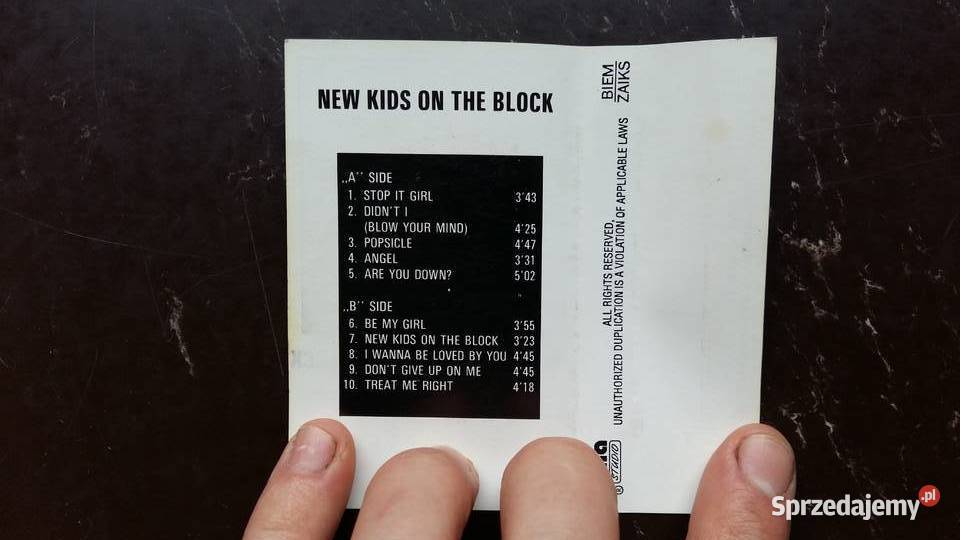 NEW KIDS ON THE BLOCK
„A'' SIDE
1. STOP IT GIRL 3'43
2. DIDN'T I
(BLOW YOUR MIND) 4'25
3. POPSICLE 4'47
4. ANGEL 3'31
5. ARE YOU DOWN? 5'02
„B'' SIDE
6. BE MY GIRL 3'55
7. NEW KIDS ON THE BLOCK 3'23
8. I WANNA BE LOVED BY YOU 4'45
9. DON'T GIVE UP ON ME 4'45
10. TREAT ME RIGHT 4'18
BIEM
ZAIKS
ALL RIGHTS RESERVED,
UNAUTHORIZED DUPLICATION IS A VIOLATION OF APPLICABLE LAWS
® STUDIO
Sprzedajemy.pl